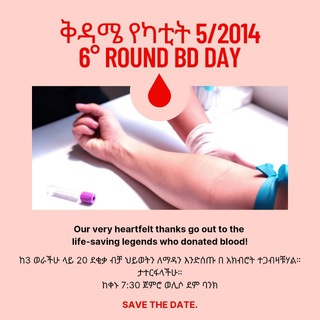 ቅዳሜ የካቲት 5/2014
6° ROUND BD DAY
Our very heartfelt thanks go out to the
life-saving legends who donated blood!
ከ3 ወራችሁ ላይ 20 ደቂቃ ብቻ ህይወትን ለማዳን እንድሰጡ በ አክብሮት ተጋብዛቹሃል።
ታተርፋላችሁ።
ከቀኑ 7:30 ጀምሮ ወሊሶ ደም ባንክ
SAVE THE DATE.